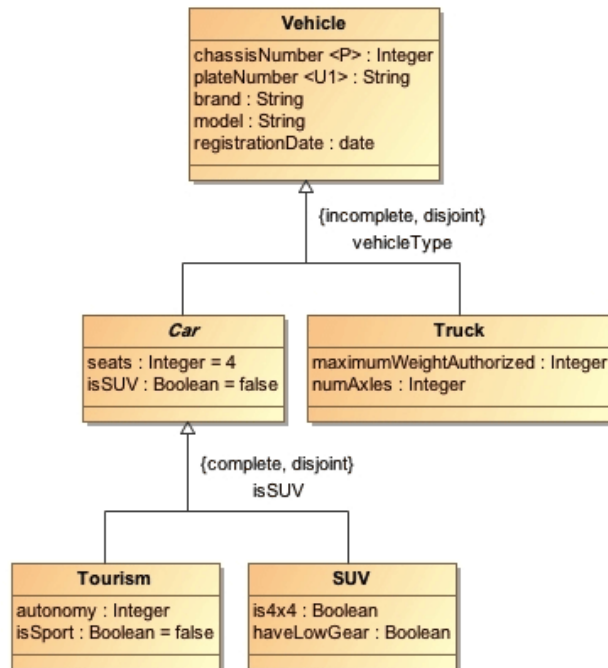 Vehicle
chassisNumber <P> : Integer
plateNumber <U1> : String
brand : String
model : String
registrationDate : date
{incomplete, disjoint}
vehicleType
Car
seats : Integer = 4
isSUV : Boolean = false
Truck
maximumWeightAuthorized : Integer
numAxles : Integer
{complete, disjoint}
isSUV
Tourism
autonomy : Integer
isSport : Boolean = false
SUV
is4x4 : Boolean
haveLowGear : Boolean